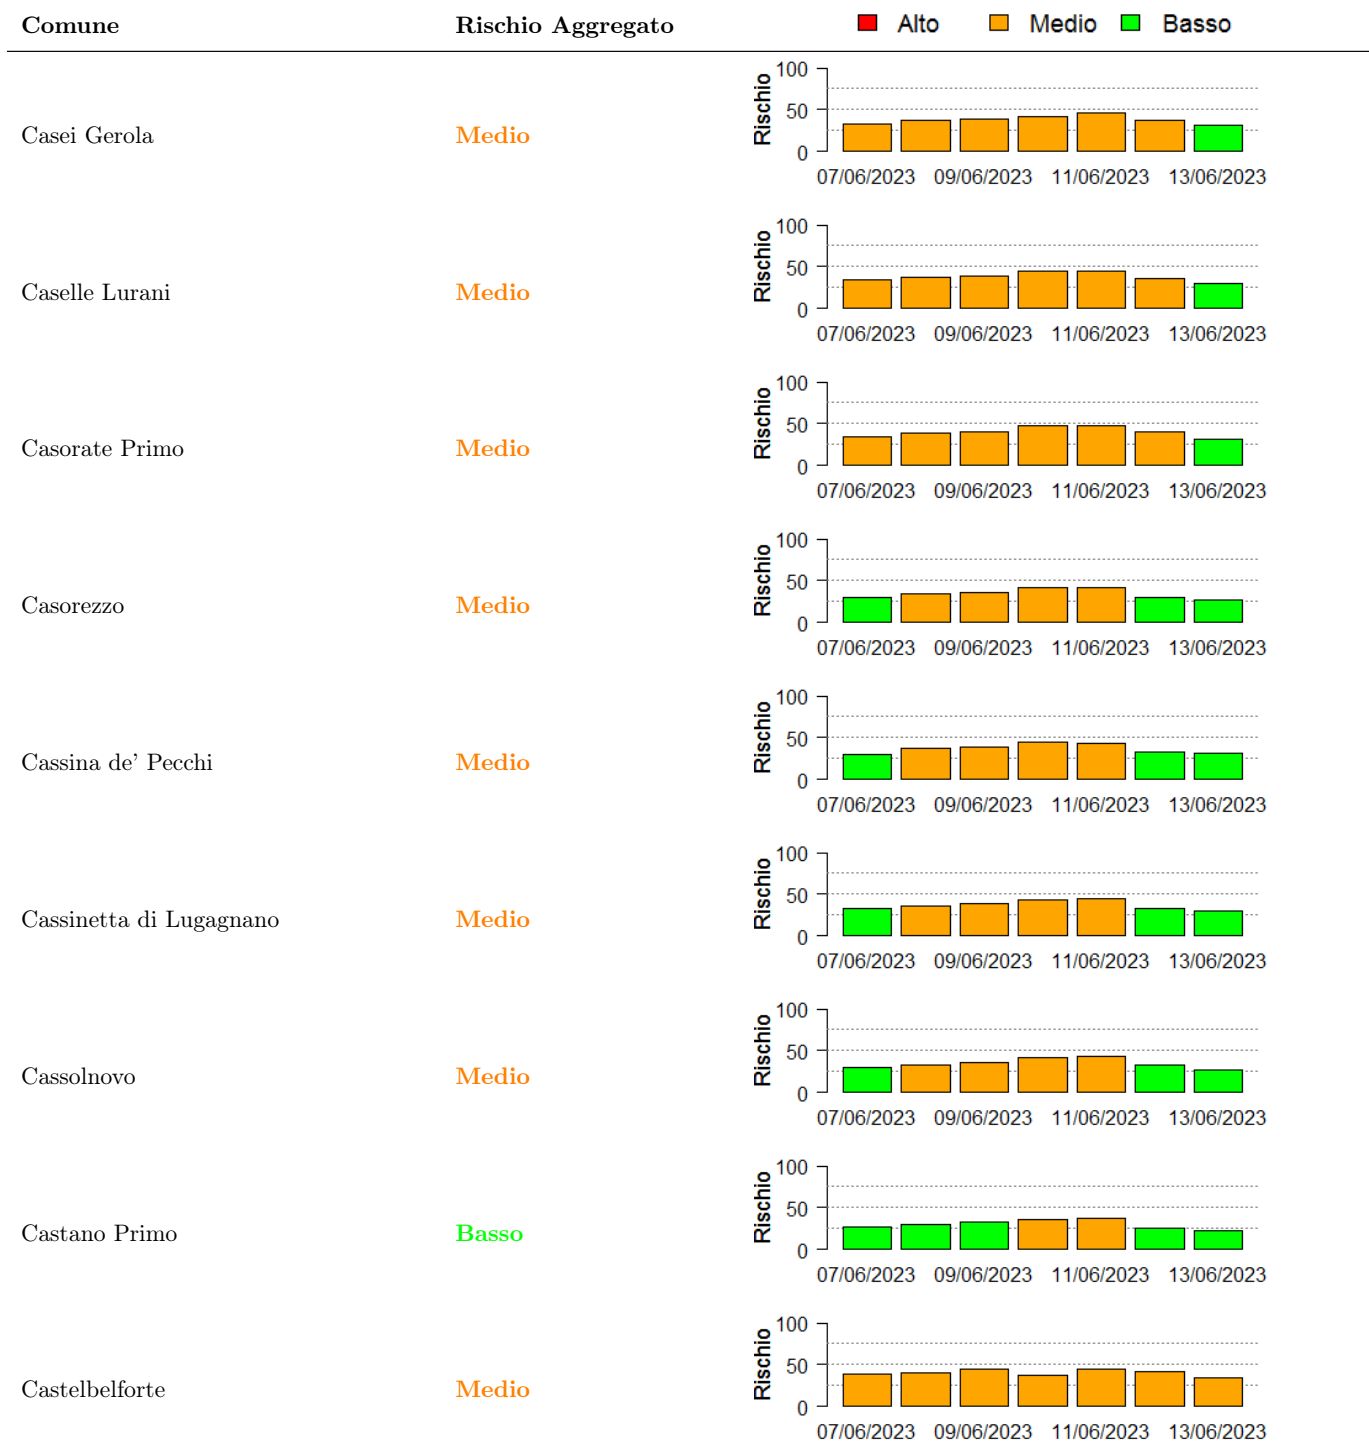 Comune Rischio Aggregato Alto Medio Basso
Casei Gerola Medio Rischio 100 50 0
07/06/2023 09/06/2023 11/06/2023 13/06/2023
Caselle Lurani Medio Rischio 100 50 0
07/06/2023 09/06/2023 11/06/2023 13/06/2023
Casorate Primo Medio Rischio 100 50 0
07/06/2023 09/06/2023 11/06/2023 13/06/2023
Casorezzo Medio Rischio 100 50 0
07/06/2023 09/06/2023 11/06/2023 13/06/2023
Cassina de' Pecchi Medio Rischio 100 50 0
07/06/2023 09/06/2023 11/06/2023 13/06/2023
Cassinetta di Lugagnano Medio Rischio 100 50 0
07/06/2023 09/06/2023 11/06/2023 13/06/2023
Cassolnovo Medio Rischio 100 50 0
07/06/2023 09/06/2023 11/06/2023 13/06/2023
Castano Primo Basso Rischio 100 50 0
07/06/2023 09/06/2023 11/06/2023 13/06/2023
Castelbelforte Medio Rischio 100 50 0
07/06/2023 09/06/2023 11/06/2023 13/06/2023